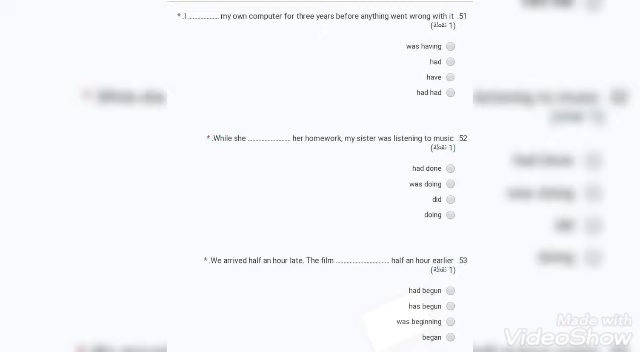 51. I .................. my own computer for three years before anything went wrong with it. *
(1 نقطة)
was having
had
have
had had
52. While she ........................ her homework, my sister was listening to music. *
(1 نقطة)
had done
was doing
did
doing
53. We arrived half an hour late. The film .............................. half an hour earlier. *
(1 نقطة)
had begun
has begun
was beginning
began
Made with
VideoShow